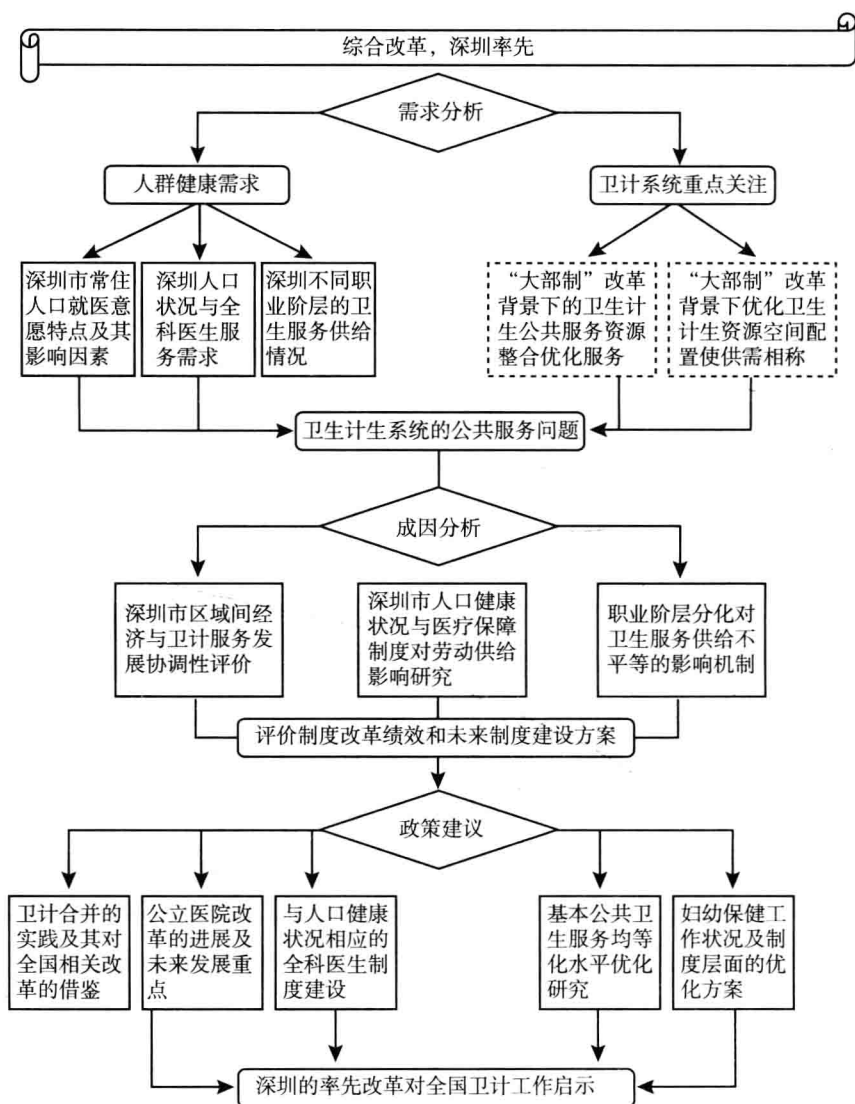 综合改革，深圳率先
需求分析
人群健康需求
卫计系统重点关注
深圳市常住
人口就医意
愿特点及其
影响因素
深圳人口
状况与全
科医生服
务需求
深圳不同职
业阶层的卫
生服务供给
情况
“大部制”改革
背景下的卫生计
生公共服务资源
整合优化服务
“大部制”改革
背景下优化卫生
计生资源空间配
置使供需相称
卫生计生系统的公共服务问题
成因分析
深圳市区域间经
济与卫计服务发
展协调性评价
深圳市人口健康
状况与医疗保障
制度对劳动供给
影响研究
职业阶层分化对
卫生服务供给不
平等的影响机制
评价制度改革绩效和未来制度建设方案
政策建议
卫计合并的
实践及其对
全国相关改
革的借鉴
公立医院改
革的进展及
未来发展重
点
与人口健康
状况相应的
全科医生制
度建设
基本公共卫
生服务均等
化水平优化
研究
妇幼保健工
作状况及制
度层面的优
化方案
深圳的率先改革对全国卫计工作启示